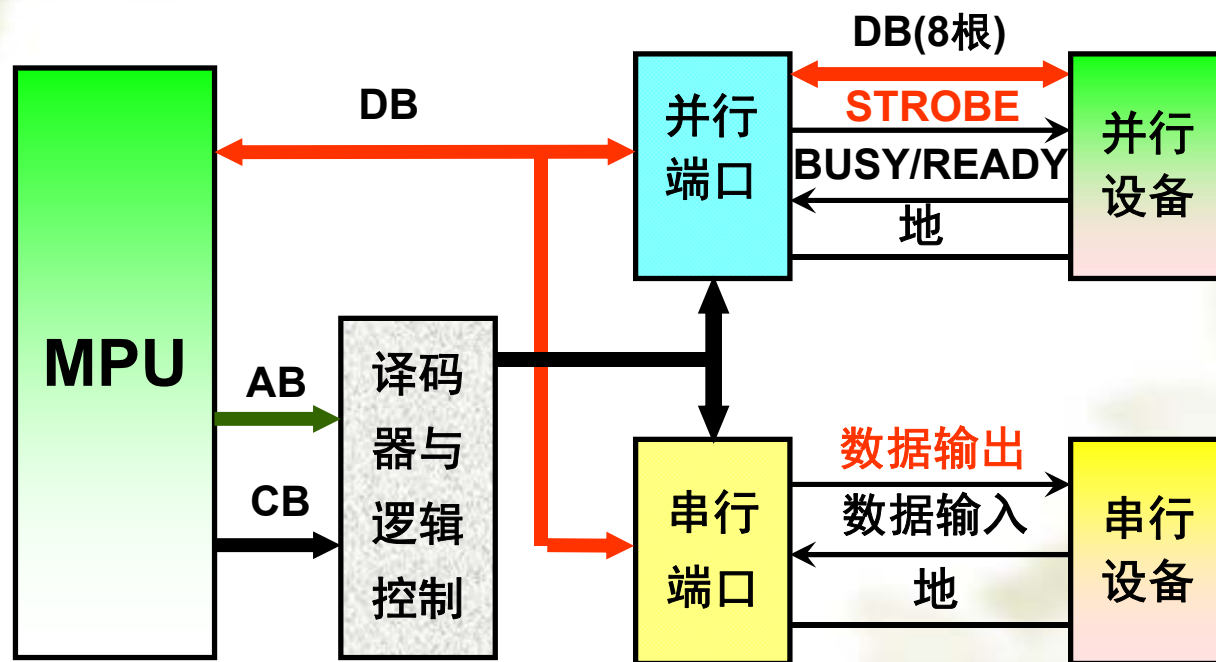 MPU
DB
AB
CB
译码
器与
逻辑
控制
并行
端口
DB(8根)
STROBE
BUSY/READY
地
并行
设备
串行
端口
数据输出
数据输入
地
串行
设备